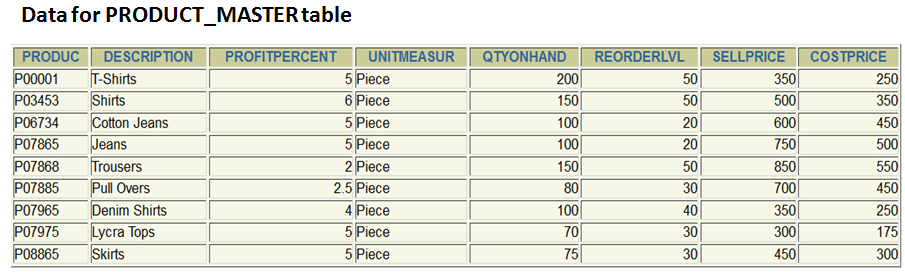 Data for PRODUCT_MASTER table
PRODUC DESCRIPTION PROFITPERCENT UNITMEASUR QTYONHAND REORDERLVL SELLPRICE COSTPRICE
P00001 T-Shirts 5 Piece 200 50 350 250
P03453 Shirts 6 Piece 150 50 500 350
P06734 Cotton Jeans 5 Piece 100 20 600 450
P07865 Jeans 5 Piece 100 20 750 500
P07868 Trousers 2 Piece 150 50 850 550
P07885 Pull Overs 2.5 Piece 80 30 700 450
P07965 Denim Shirts 4 Piece 100 40 350 250
P07975 Lycra Tops 5 Piece 70 30 300 175
P08865 Skirts 5 Piece 75 30 450 300